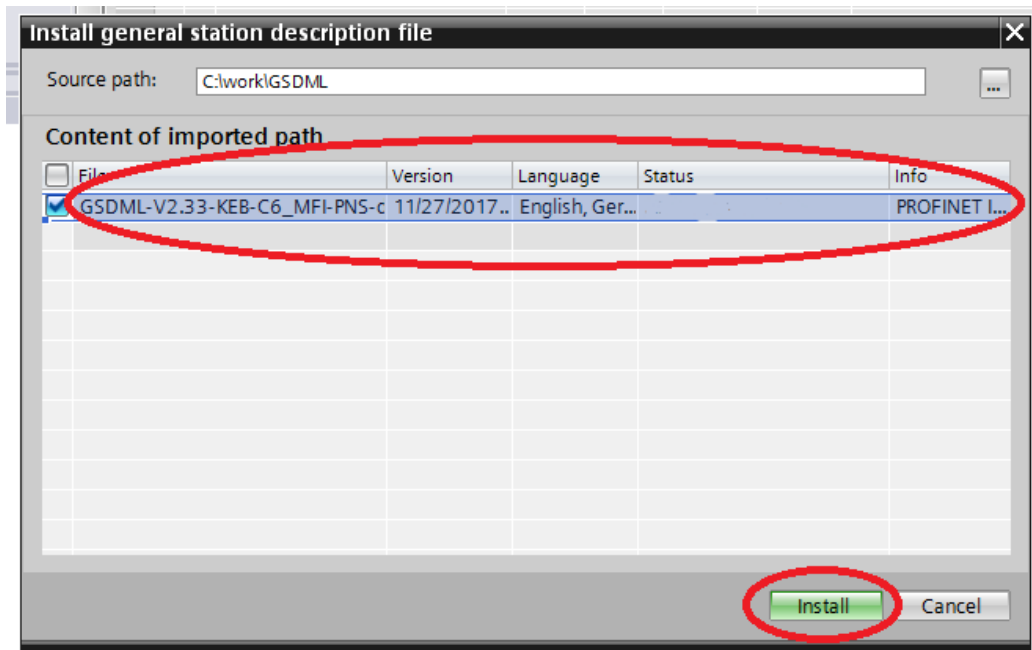 Install general station description file
Source path: C:\work\GSDML ...
Content of imported path
File Version Language Status Info
GSDML-V2.33-KEB-C6_MFI-PNS-c 11/27/2017.. English, Ger... PROFINET I...
Install Cancel